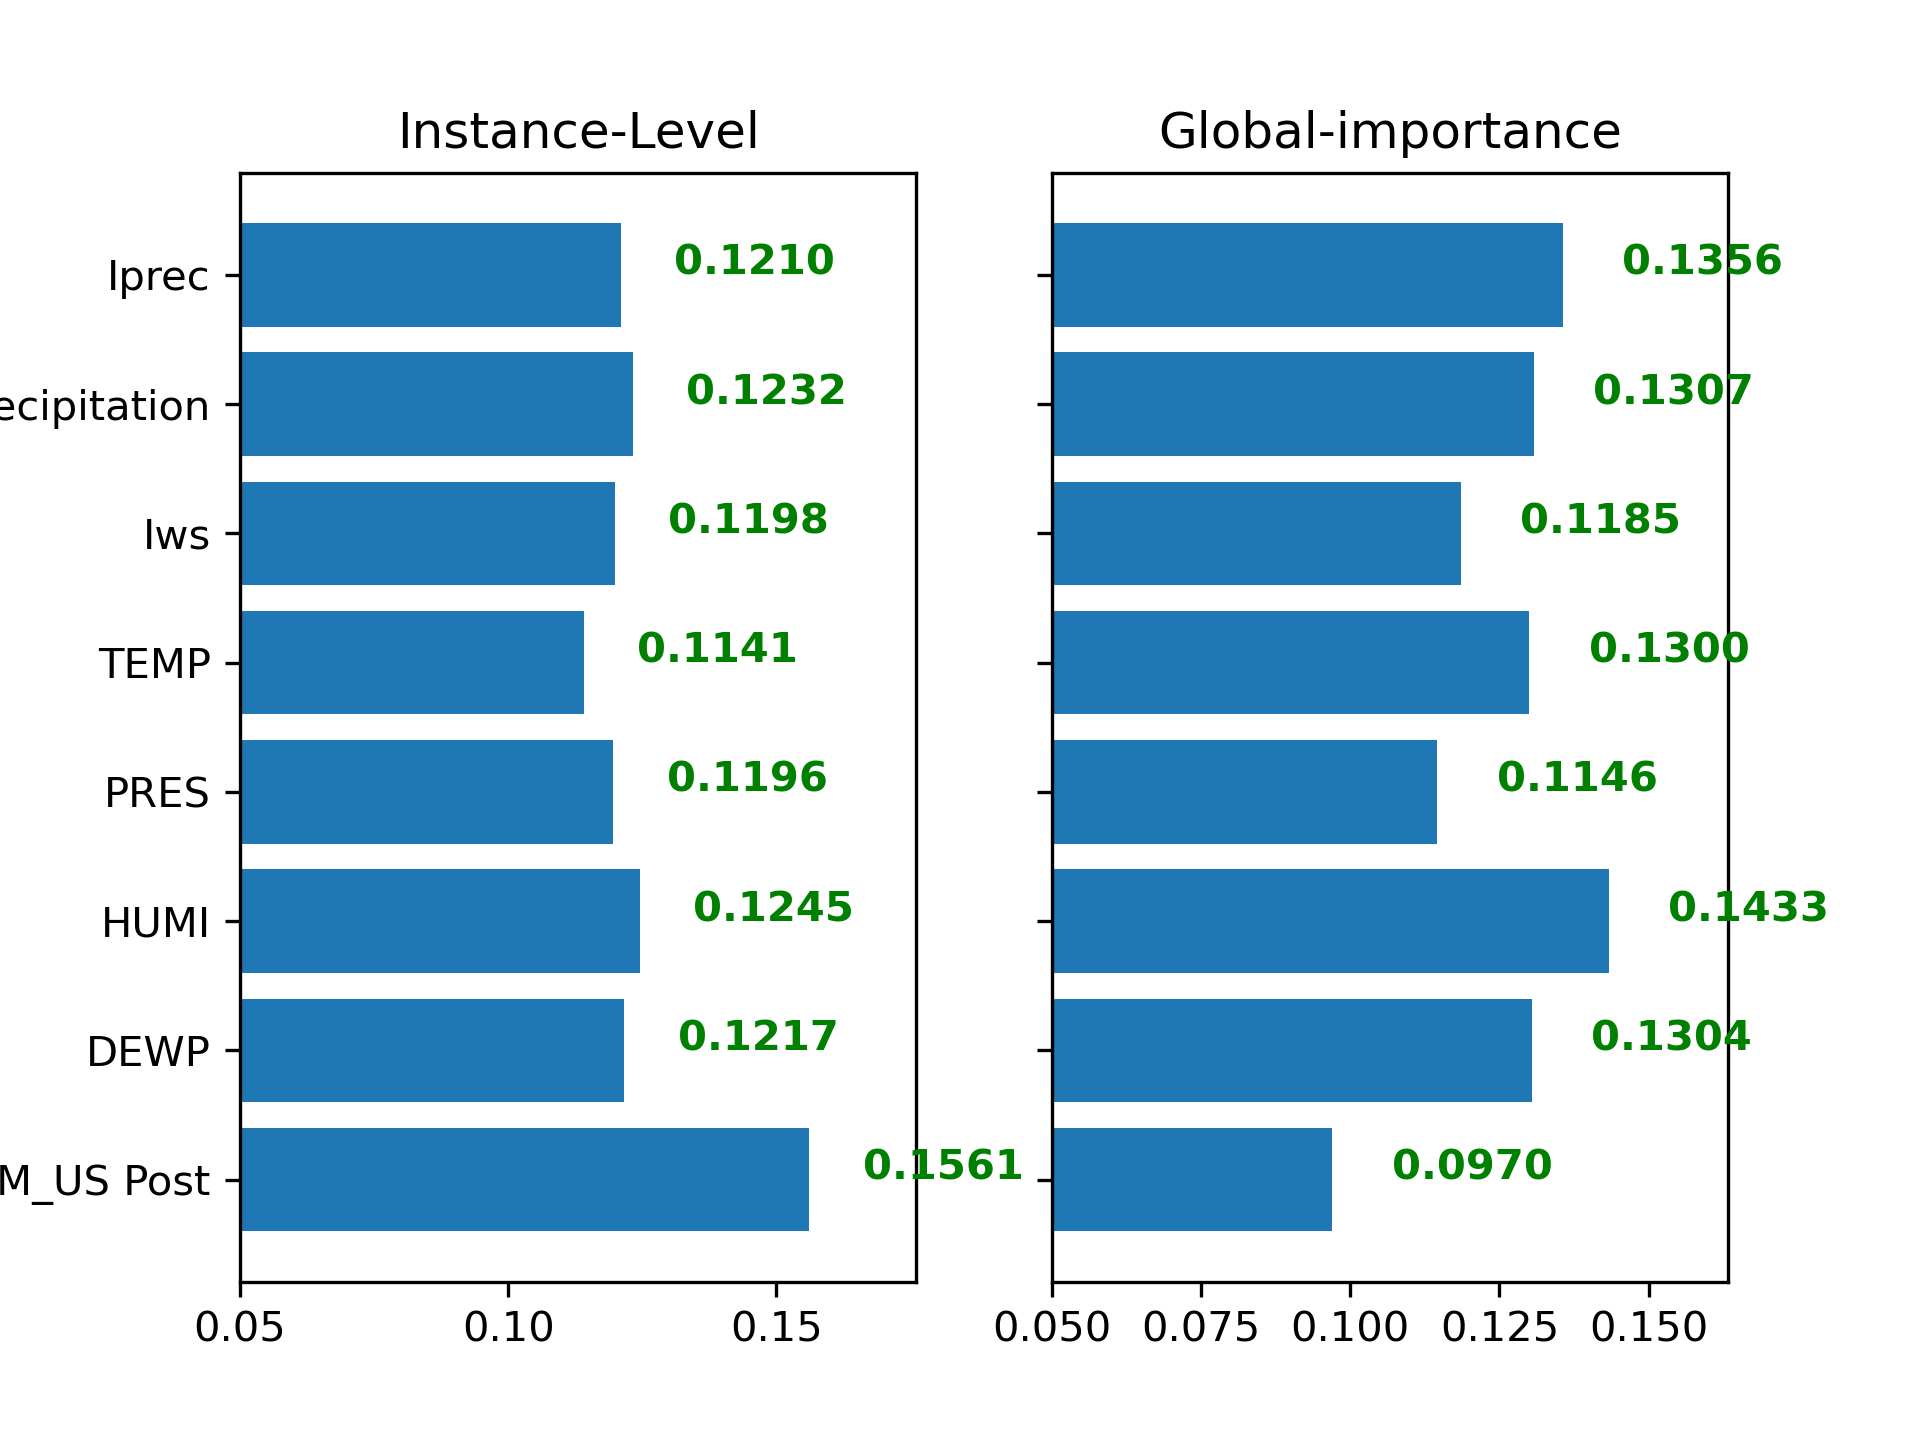 Instance-Level Global-importance
Iprec 0.1210 0.1356
ecipitation 0.1232 0.1307
Iws 0.1198 0.1185
TEMP 0.1141 0.1300
PRES 0.1196 0.1146
HUMI 0.1245 0.1433
DEWP 0.1217 0.1304
M_US Post 0.1561 0.0970
0.05 0.10 0.15 0.050 0.075 0.100 0.125 0.150